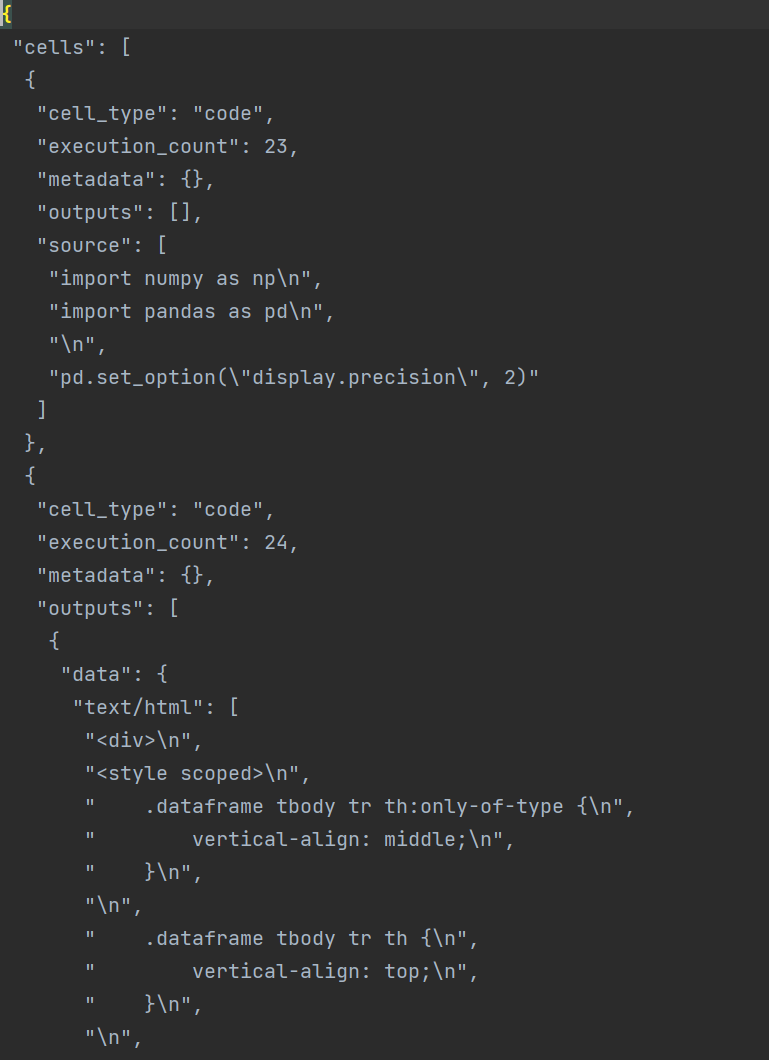 {
 "cells": [
  {
   "cell_type": "code",
   "execution_count": 23,
   "metadata": {},
   "outputs": [],
   "source": [
    "import numpy as np\n",
    "import pandas as pd\n",
    "\n",
    "pd.set_option(\"display.precision\", 2)"
   ]
  },
  {
   "cell_type": "code",
   "execution_count": 24,
   "metadata": {},
   "outputs": [
    {
     "data": {
      "text/html": [
       "<div>\n",
       "<style scoped>\n",
       "    .dataframe tbody tr th:only-of-type {\n",
       "        vertical-align: middle;\n",
       "    }\n",
       "\n",
       "    .dataframe tbody tr th {\n",
       "        vertical-align: top;\n",
       "    }\n",
       "\n",